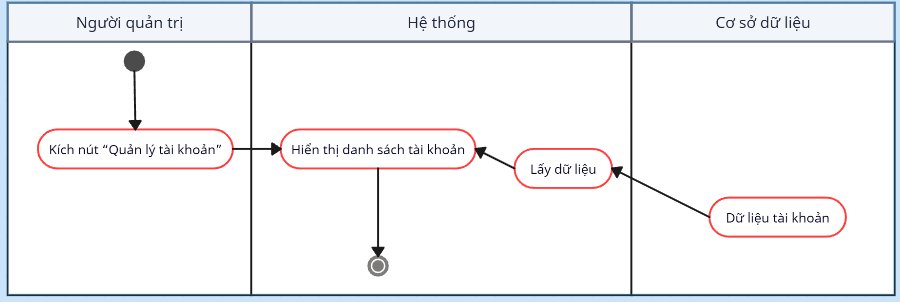 Người quản trị
Hệ thống
Cơ sở dữ liệu
Kích nút “Quản lý tài khoản”
Hiển thị danh sách tài khoản
Lấy dữ liệu
Dữ liệu tài khoản